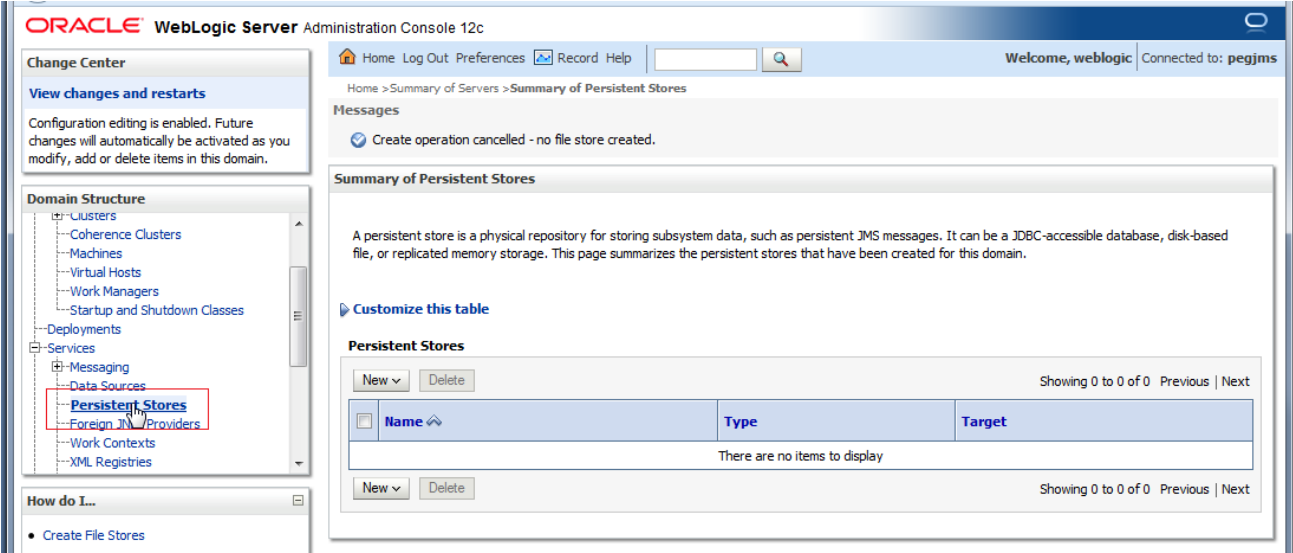 ORACLE WebLogic Server Administration Console 12c
Change Center
View changes and restarts
Configuration editing is enabled. Future
changes will automatically be activated as you
modify, add or delete items in this domain.
Domain Structure
Clusters
Coherence Clusters
Machines
Virtual Hosts
Work Managers
Startup and Shutdown Classes
Deployments
Services
Messaging
Data Sources
Persistent Stores
Foreign Providers
Work Contexts
XML Registries
How do I...
Create File Stores
Home Log Out Preferences Record Help
Welcome, weblogic Connected to: pegjms
Home >Summary of Servers >Summary of Persistent Stores
Messages
Create operation cancelled - no file store created.
Summary of Persistent Stores
A persistent store is a physical repository for storing subsystem data, such as persistent JMS messages. It can be a JDBC-accessible database, disk-based
file, or replicated memory storage. This page summarizes the persistent stores that have been created for this domain.
Customize this table
Persistent Stores
New Delete Showing 0 to 0 of 0 Previous | Next
Name Type Target
There are no items to display
New Delete Showing 0 to 0 of 0 Previous | Next